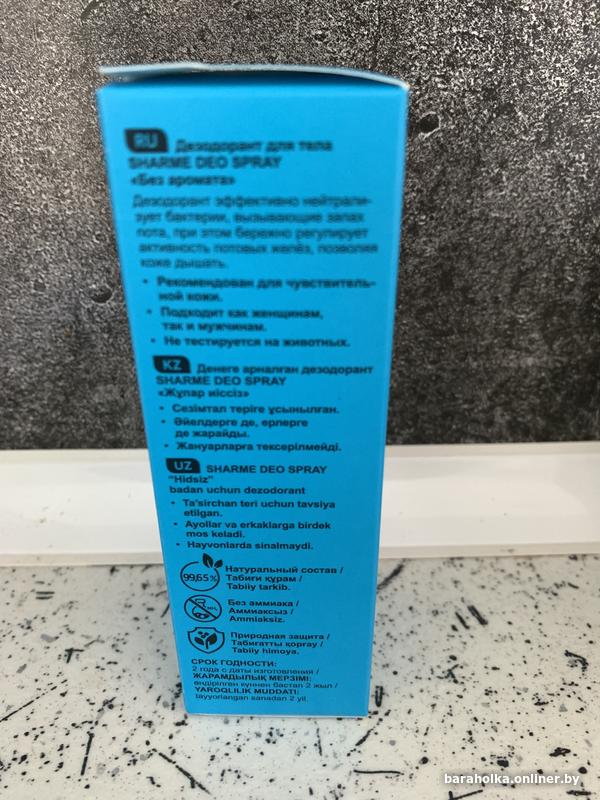 RU Дезодорант для тела
SHARME DEO SPRAY
«Без аромата»
Дезодорант эффективно нейтрали-
зует бактерии, вызывающие запах
пота, при этом бережно регулирует
активность потовых желёз, позволяя
коже дышать.
• Рекомендован для чувствитель-
ной кожи.
• Подходит как женщинам,
так и мужчинам.
• Не тестируется на животных.
KZ Денеге арналған дезодорант
SHARME DEO SPRAY
«Жұпар иіссіз»
• Сезімтал теріге ұсынылған.
• Әйелдерге де, ерлерге
де жарайды.
• Жануарларға тексерілмейді.
UZ SHARME DEO SPRAY
"Hidsiz"
badan uchun dezodorant
• Ta'sirchan teri uchun tavsiya
etilgan.
• Ayollar va erkaklarga birdek
mos keladi.
• Hayvonlarda sinalmaydi.
99,65% Натуральный состав /
Табиғи құрам /
Tabiiy tarkib.
NH₃ Без аммиака /
Аммиаксыз /
Ammiaksiz.
Природная защита /
Табиғатты қорғау /
Tabiiy himoya.
СРОК ГОДНОСТИ:
2 года с даты изготовления /
ЖАРАМДЫЛЫҚ МЕРЗІМІ:
өндірілген күннен бастап 2 жыл /
YAROQLILIK MUDDATI:
tayyorlangan sanadan 2 yil.
baraholka.onliner.by